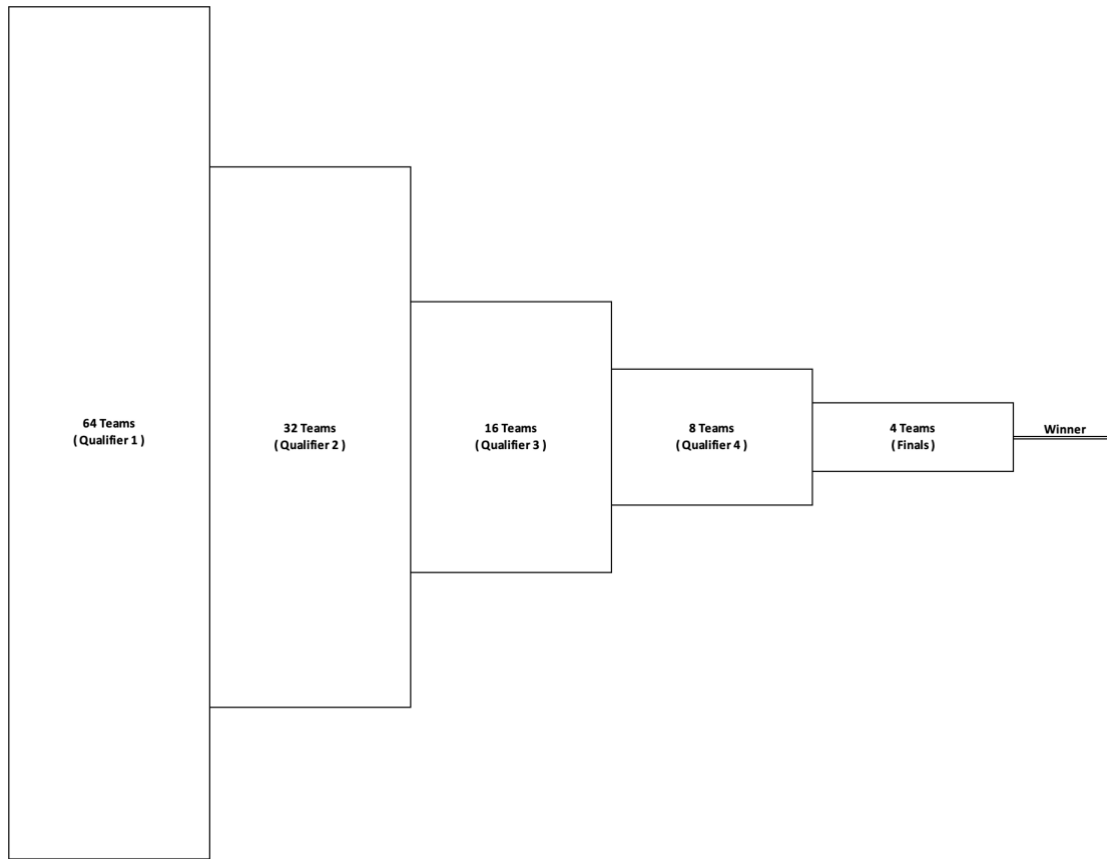 64 Teams
( Qualifier 1 )
32 Teams
( Qualifier 2 )
16 Teams
( Qualifier 3 )
8 Teams
( Qualifier 4 )
4 Teams
( Finals )
Winner